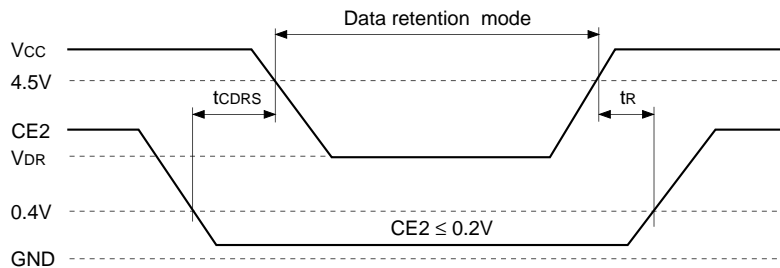 Data retention mode
VCC
4.5V
tCDRS
tR
CE2
VDR
0.4V
CE2 ≤ 0.2V
GND